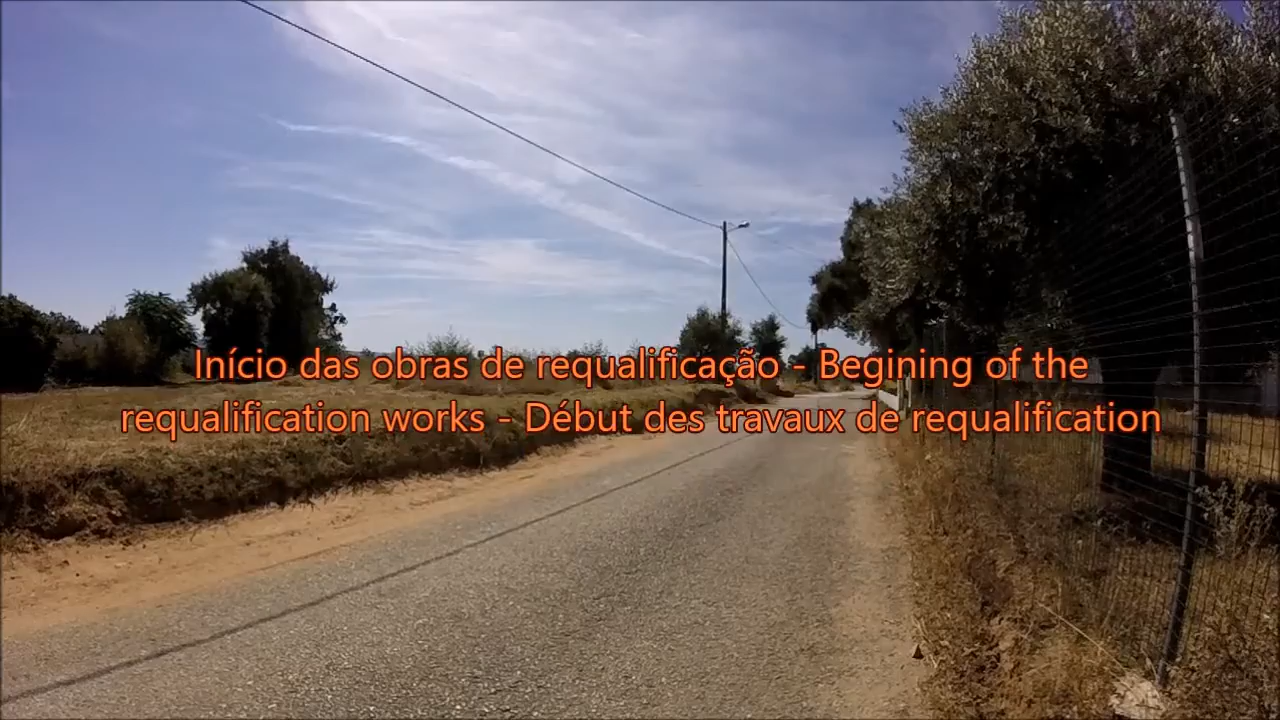 Início das obras de requalificação - Begining of the
requalification works - Début des travaux de requalification